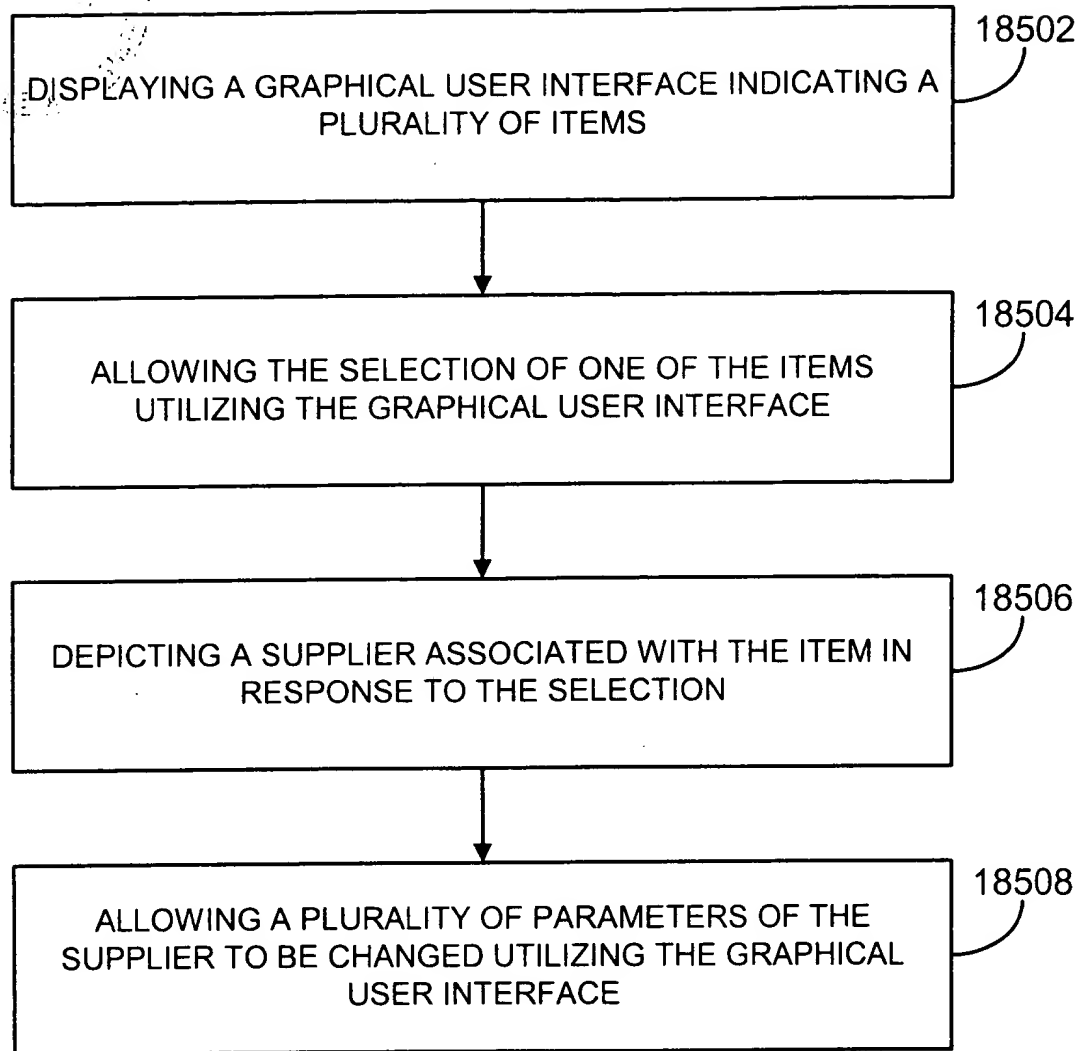 18502
DISPLAYING A GRAPHICAL USER INTERFACE INDICATING A
PLURALITY OF ITEMS
18504
ALLOWING THE SELECTION OF ONE OF THE ITEMS
UTILIZING THE GRAPHICAL USER INTERFACE
18506
DEPICTING A SUPPLIER ASSOCIATED WITH THE ITEM IN
RESPONSE TO THE SELECTION
18508
ALLOWING A PLURALITY OF PARAMETERS OF THE
SUPPLIER TO BE CHANGED UTILIZING THE GRAPHICAL
USER INTERFACE